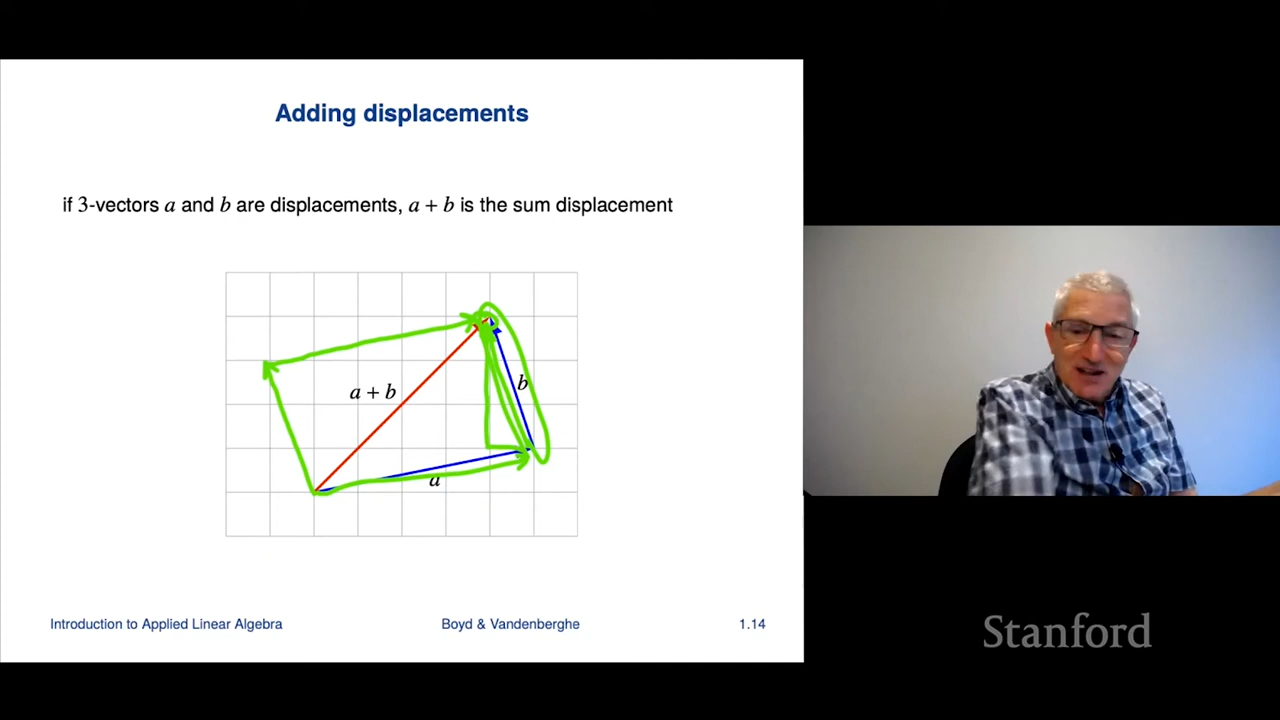 Adding displacements
if 3-vectors a and b are displacements, a + b is the sum displacement
a + b
b
a
Introduction to Applied Linear Algebra
Boyd & Vandenberghe
1.14
Stanford